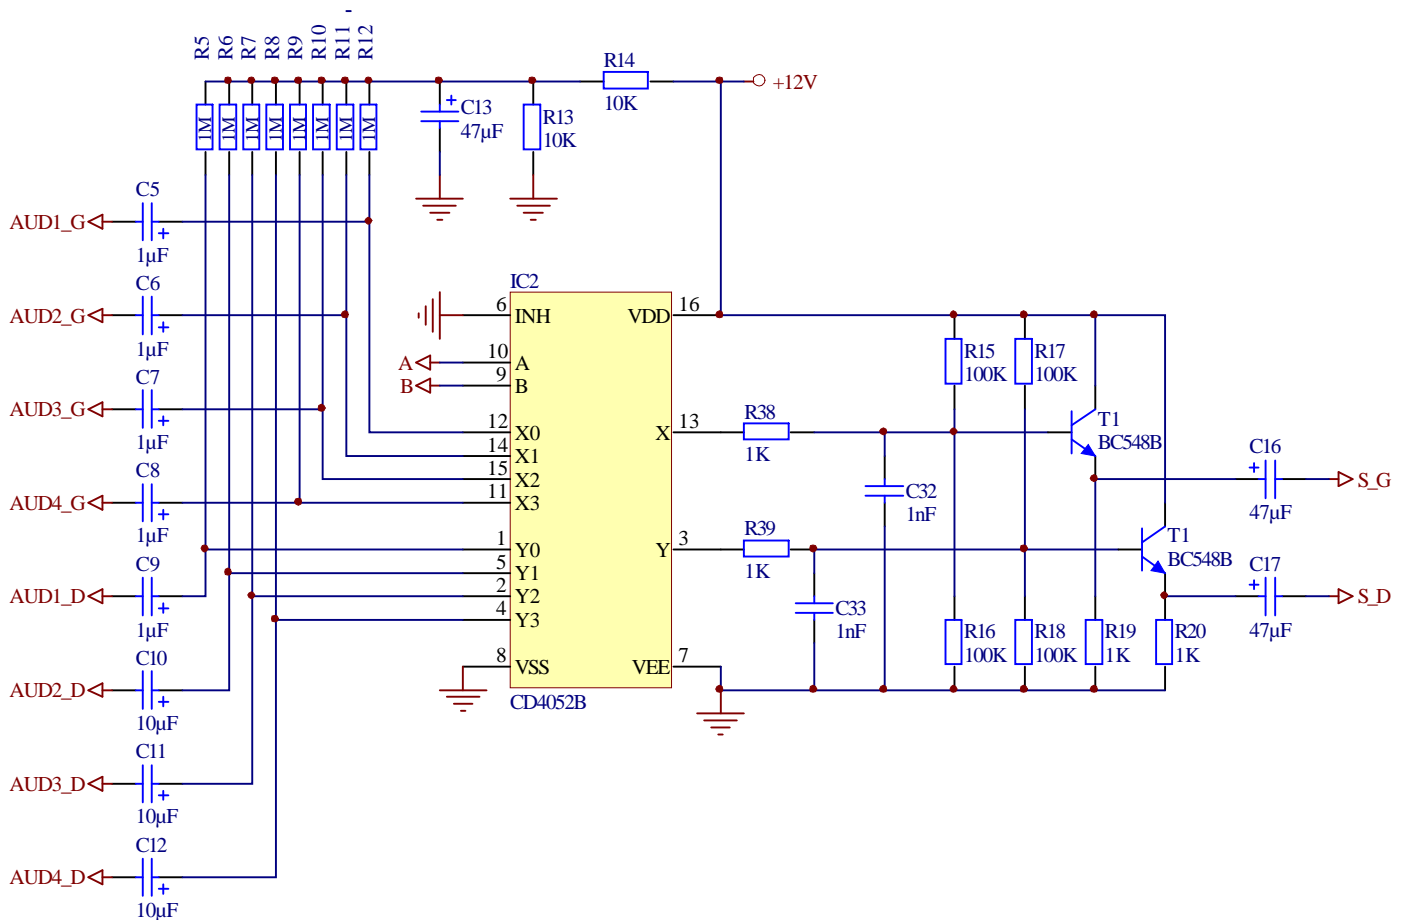 R5
R6
R7
R8
R9
R10
R11
R12
-
1M
1M
1M
1M
1M
1M
1M
1M
C13
47µF
R13
10K
R14
10K
+12V
AUD1_G
C5
1µF
AUD2_G
C6
1µF
AUD3_G
C7
1µF
AUD4_G
C8
1µF
AUD1_D
C9
1µF
AUD2_D
C10
10µF
AUD3_D
C11
10µF
AUD4_D
C12
10µF
IC2
6 INH
A 10 A
B 9 B
12 X0
14 X1
15 X2
11 X3
1 Y0
5 Y1
2 Y2
4 Y3
8 VSS
VDD 16
X 13
Y 3
VEE 7
CD4052B
R38
1K
R39
1K
C32
1nF
C33
1nF
R15
100K
R17
100K
R16
100K
R18
100K
R19
1K
R20
1K
T1
BC548B
T1
BC548B
C16
47µF
S_G
C17
47µF
S_D